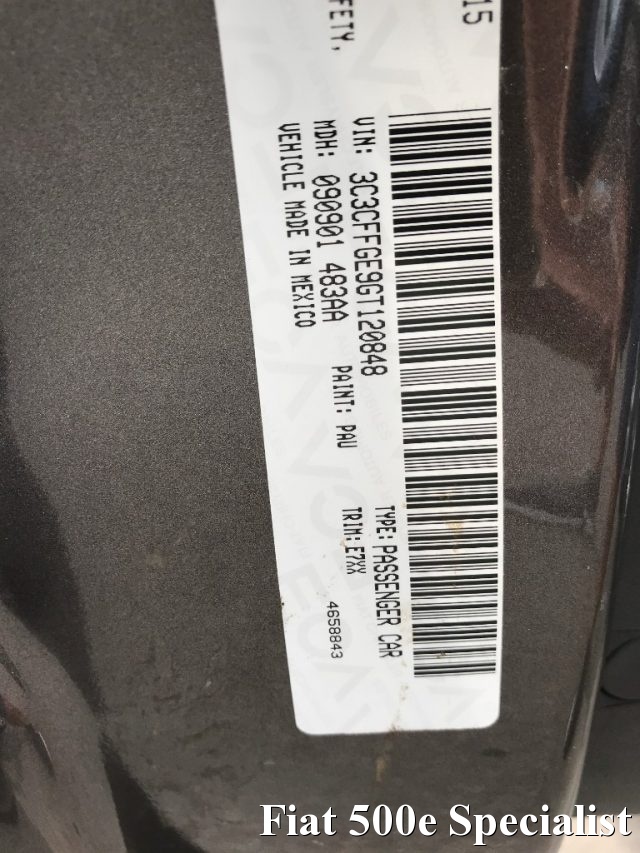 15
FETY,
VIN: 3C3CFFGE9GT120848
TYPE: PASSENGER CAR
MDH: 090901 483AA
PAINT: PAU
TRIM: E7XX
VEHICLE MADE IN MEXICO
4658843
Fiat 500e Specialist